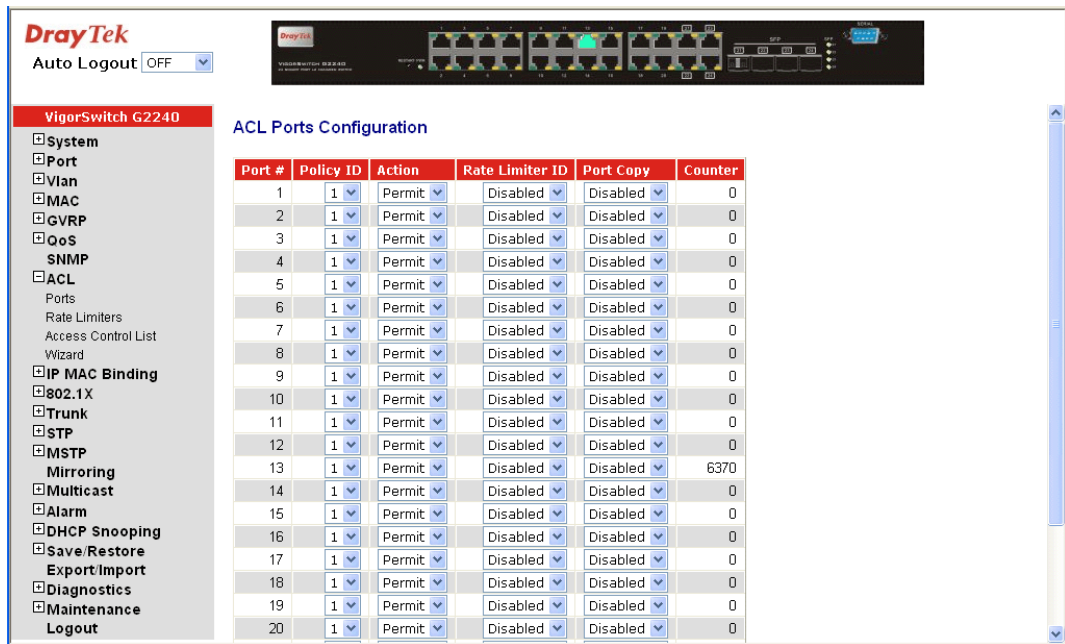 DrayTek
Auto Logout OFF
DrayTek
VIGORSWITCH G2240
SFP
SERIAL
VigorSwitch G2240
System
Port
Vlan
MAC
GVRP
QoS
SNMP
ACL
Ports
Rate Limiters
Access Control List
Wizard
IP MAC Binding
802.1X
Trunk
STP
MSTP
Mirroring
Multicast
Alarm
DHCP Snooping
Save/Restore
Export/Import
Diagnostics
Maintenance
Logout
ACL Ports Configuration
Port # Policy ID Action Rate Limiter ID Port Copy Counter
1 1 Permit Disabled Disabled 0
2 1 Permit Disabled Disabled 0
3 1 Permit Disabled Disabled 0
4 1 Permit Disabled Disabled 0
5 1 Permit Disabled Disabled 0
6 1 Permit Disabled Disabled 0
7 1 Permit Disabled Disabled 0
8 1 Permit Disabled Disabled 0
9 1 Permit Disabled Disabled 0
10 1 Permit Disabled Disabled 0
11 1 Permit Disabled Disabled 0
12 1 Permit Disabled Disabled 0
13 1 Permit Disabled Disabled 6370
14 1 Permit Disabled Disabled 0
15 1 Permit Disabled Disabled 0
16 1 Permit Disabled Disabled 0
17 1 Permit Disabled Disabled 0
18 1 Permit Disabled Disabled 0
19 1 Permit Disabled Disabled 0
20 1 Permit Disabled Disabled 0